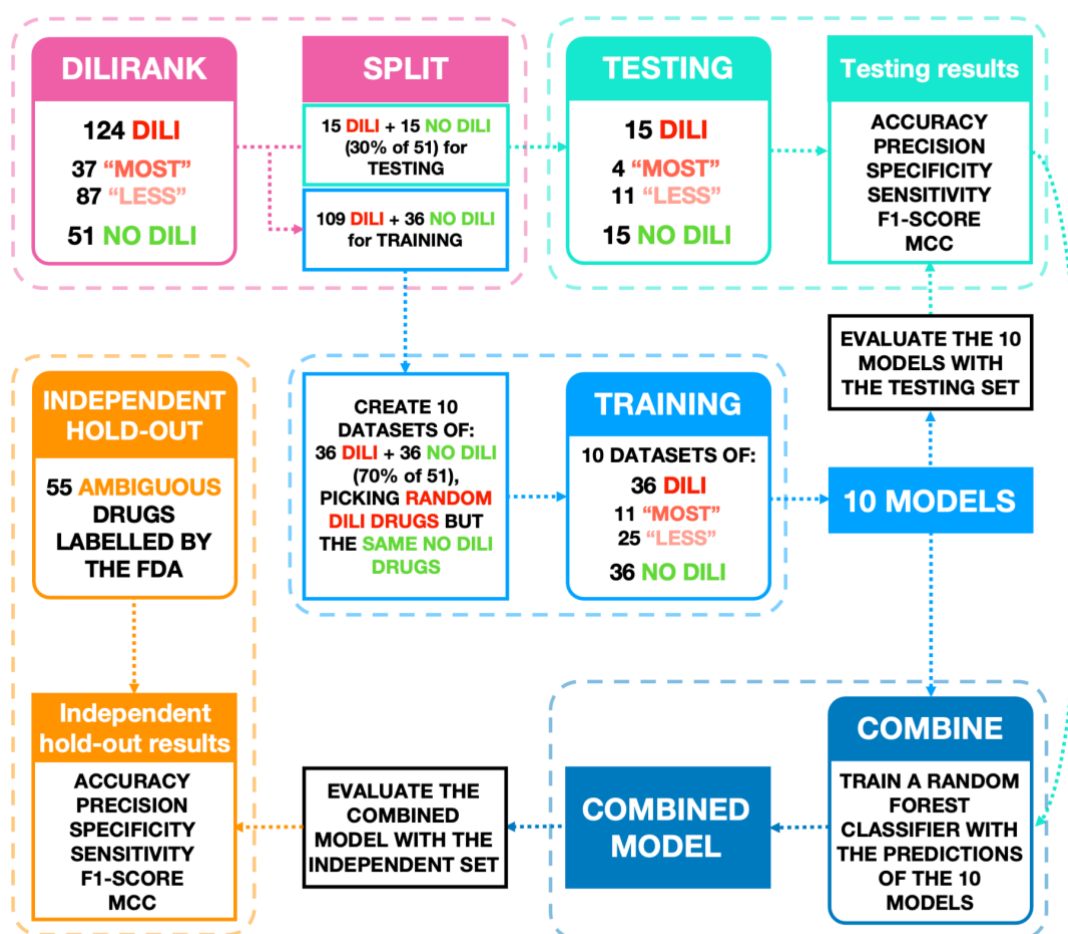 DILIRANK
124 DILI
37 “MOST”
87 “LESS”
51 NO DILI
SPLIT
15 DILI + 15 NO DILI
(30% of 51) for
TESTING
109 DILI + 36 NO DILI
for TRAINING
TESTING
15 DILI
4 “MOST”
11 “LESS”
15 NO DILI
Testing results
ACCURACY
PRECISION
SPECIFICITY
SENSITIVITY
F1-SCORE
MCC
EVALUATE THE 10
MODELS WITH
THE TESTING SET
INDEPENDENT
HOLD-OUT
55 AMBIGUOUS
DRUGS
LABELLED BY
THE FDA
CREATE 10
DATASETS OF:
36 DILI + 36 NO DILI
(70% of 51),
PICKING RANDOM
DILI DRUGS BUT
THE SAME NO DILI
DRUGS
TRAINING
10 DATASETS OF:
36 DILI
11 “MOST”
25 “LESS”
36 NO DILI
10 MODELS
Independent
hold-out results
ACCURACY
PRECISION
SPECIFICITY
SENSITIVITY
F1-SCORE
MCC
EVALUATE THE
COMBINED
MODEL WITH THE
INDEPENDENT SET
COMBINED
MODEL
COMBINE
TRAIN A RANDOM
FOREST
CLASSIFIER WITH
THE PREDICTIONS
OF THE 10
MODELS